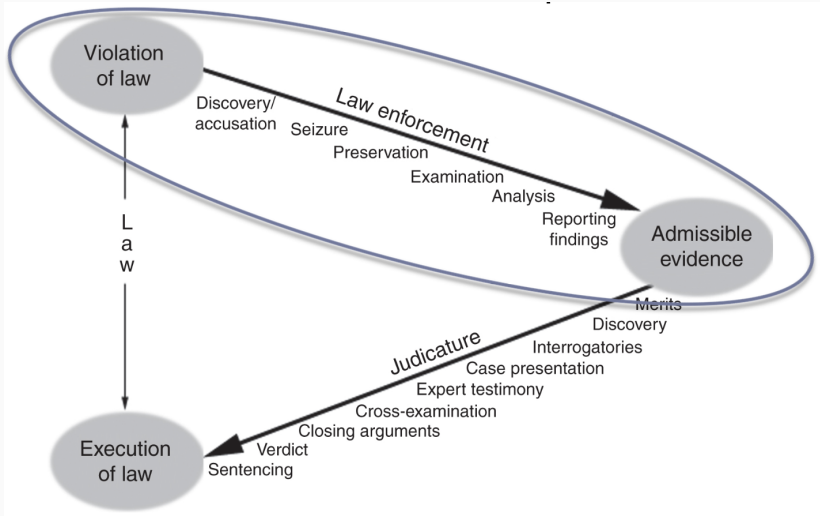 Violation
of law
Law enforcement
Discovery/
accusation
Seizure
Preservation
Examination
Analysis
Reporting
findings
Admissible
evidence
L
a
w
Merits
Discovery
Judicature
Interrogatories
Case presentation
Expert testimony
Cross-examination
Closing arguments
Verdict
Sentencing
Execution
of law